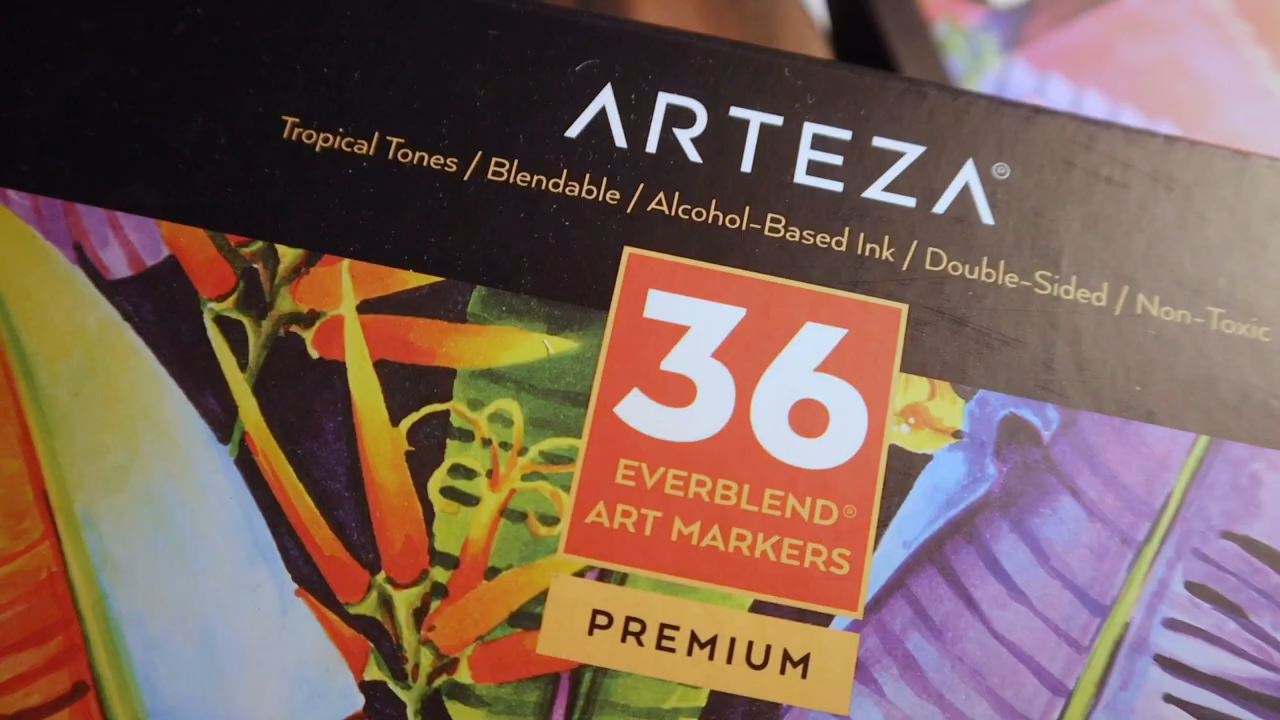 ARTEZA®
Tropical Tones / Blendable / Alcohol-Based Ink / Double-Sided / Non-Toxic
36
EVERBLEND®
ART MARKERS
PREMIUM